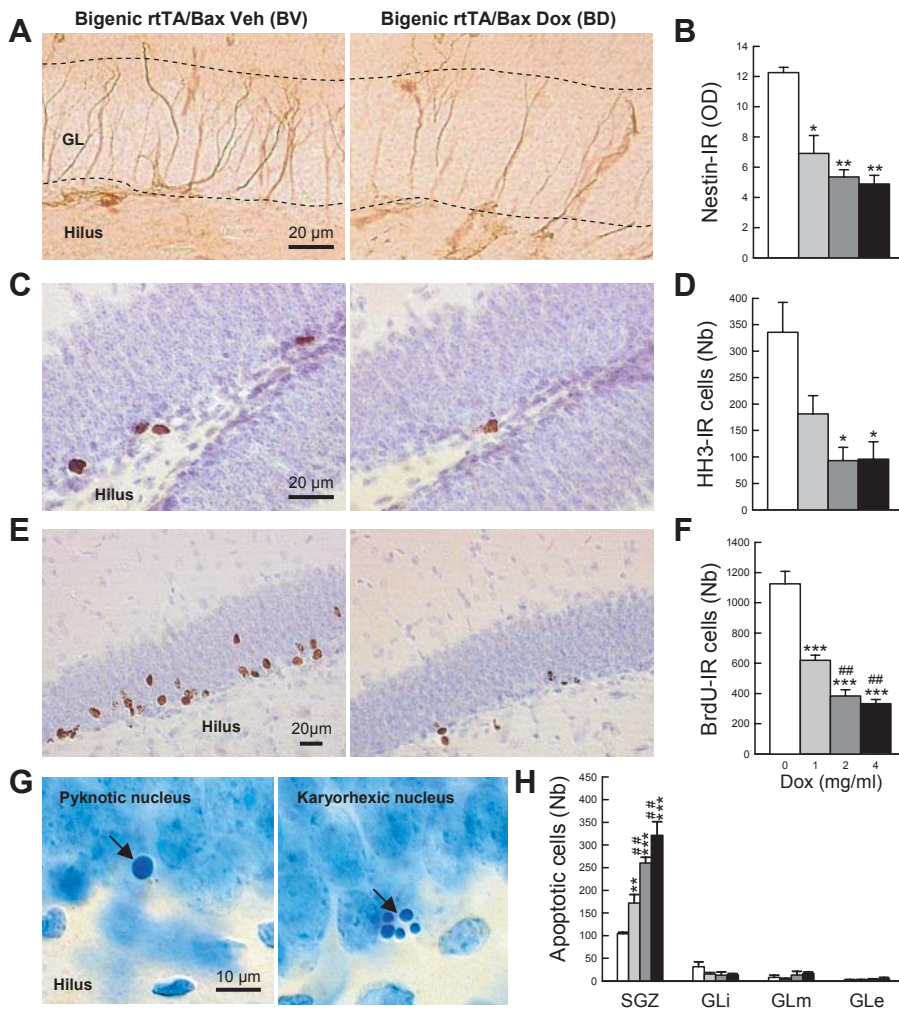 Bigenic rtTA/Bax Veh (BV)
Bigenic rtTA/Bax Dox (BD)
A
GL
Hilus
20 µm
B
Nestin-IR (OD)
14
12
10
8
6
4
2
0
*
**
**
C
Hilus
20 µm
D
HH3-IR cells (Nb)
400
350
300
250
200
150
100
50
0
*
*
E
Hilus
20µm
F
BrdU-IR cells (Nb)
1400
1200
1000
800
600
400
200
0
***
##
***
##
***
0 1 2 4
Dox (mg/ml)
G
Pyknotic nucleus
Hilus
10 µm
Karyorhexic nucleus
H
Apoptotic cells (Nb)
450
400
350
300
250
200
150
100
50
0
**
##
***
##
***
SGZ GLi GLm GLe